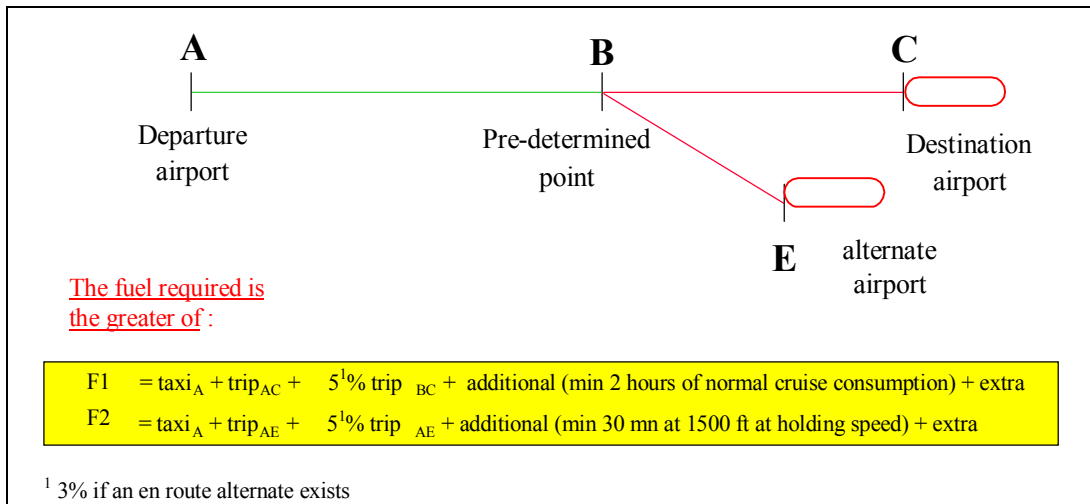 A B C
Departure
airport
Pre-determined
point
Destination
airport
E
alternate
airport
The fuel required is
the greater of :
F1 = taxi A + trip AC + 5¹% trip BC + additional (min 2 hours of normal cruise consumption) + extra
F2 = taxi A + trip AE + 5¹% trip AE + additional (min 30 mn at 1500 ft at holding speed) + extra
¹ 3% if an en route alternate exists